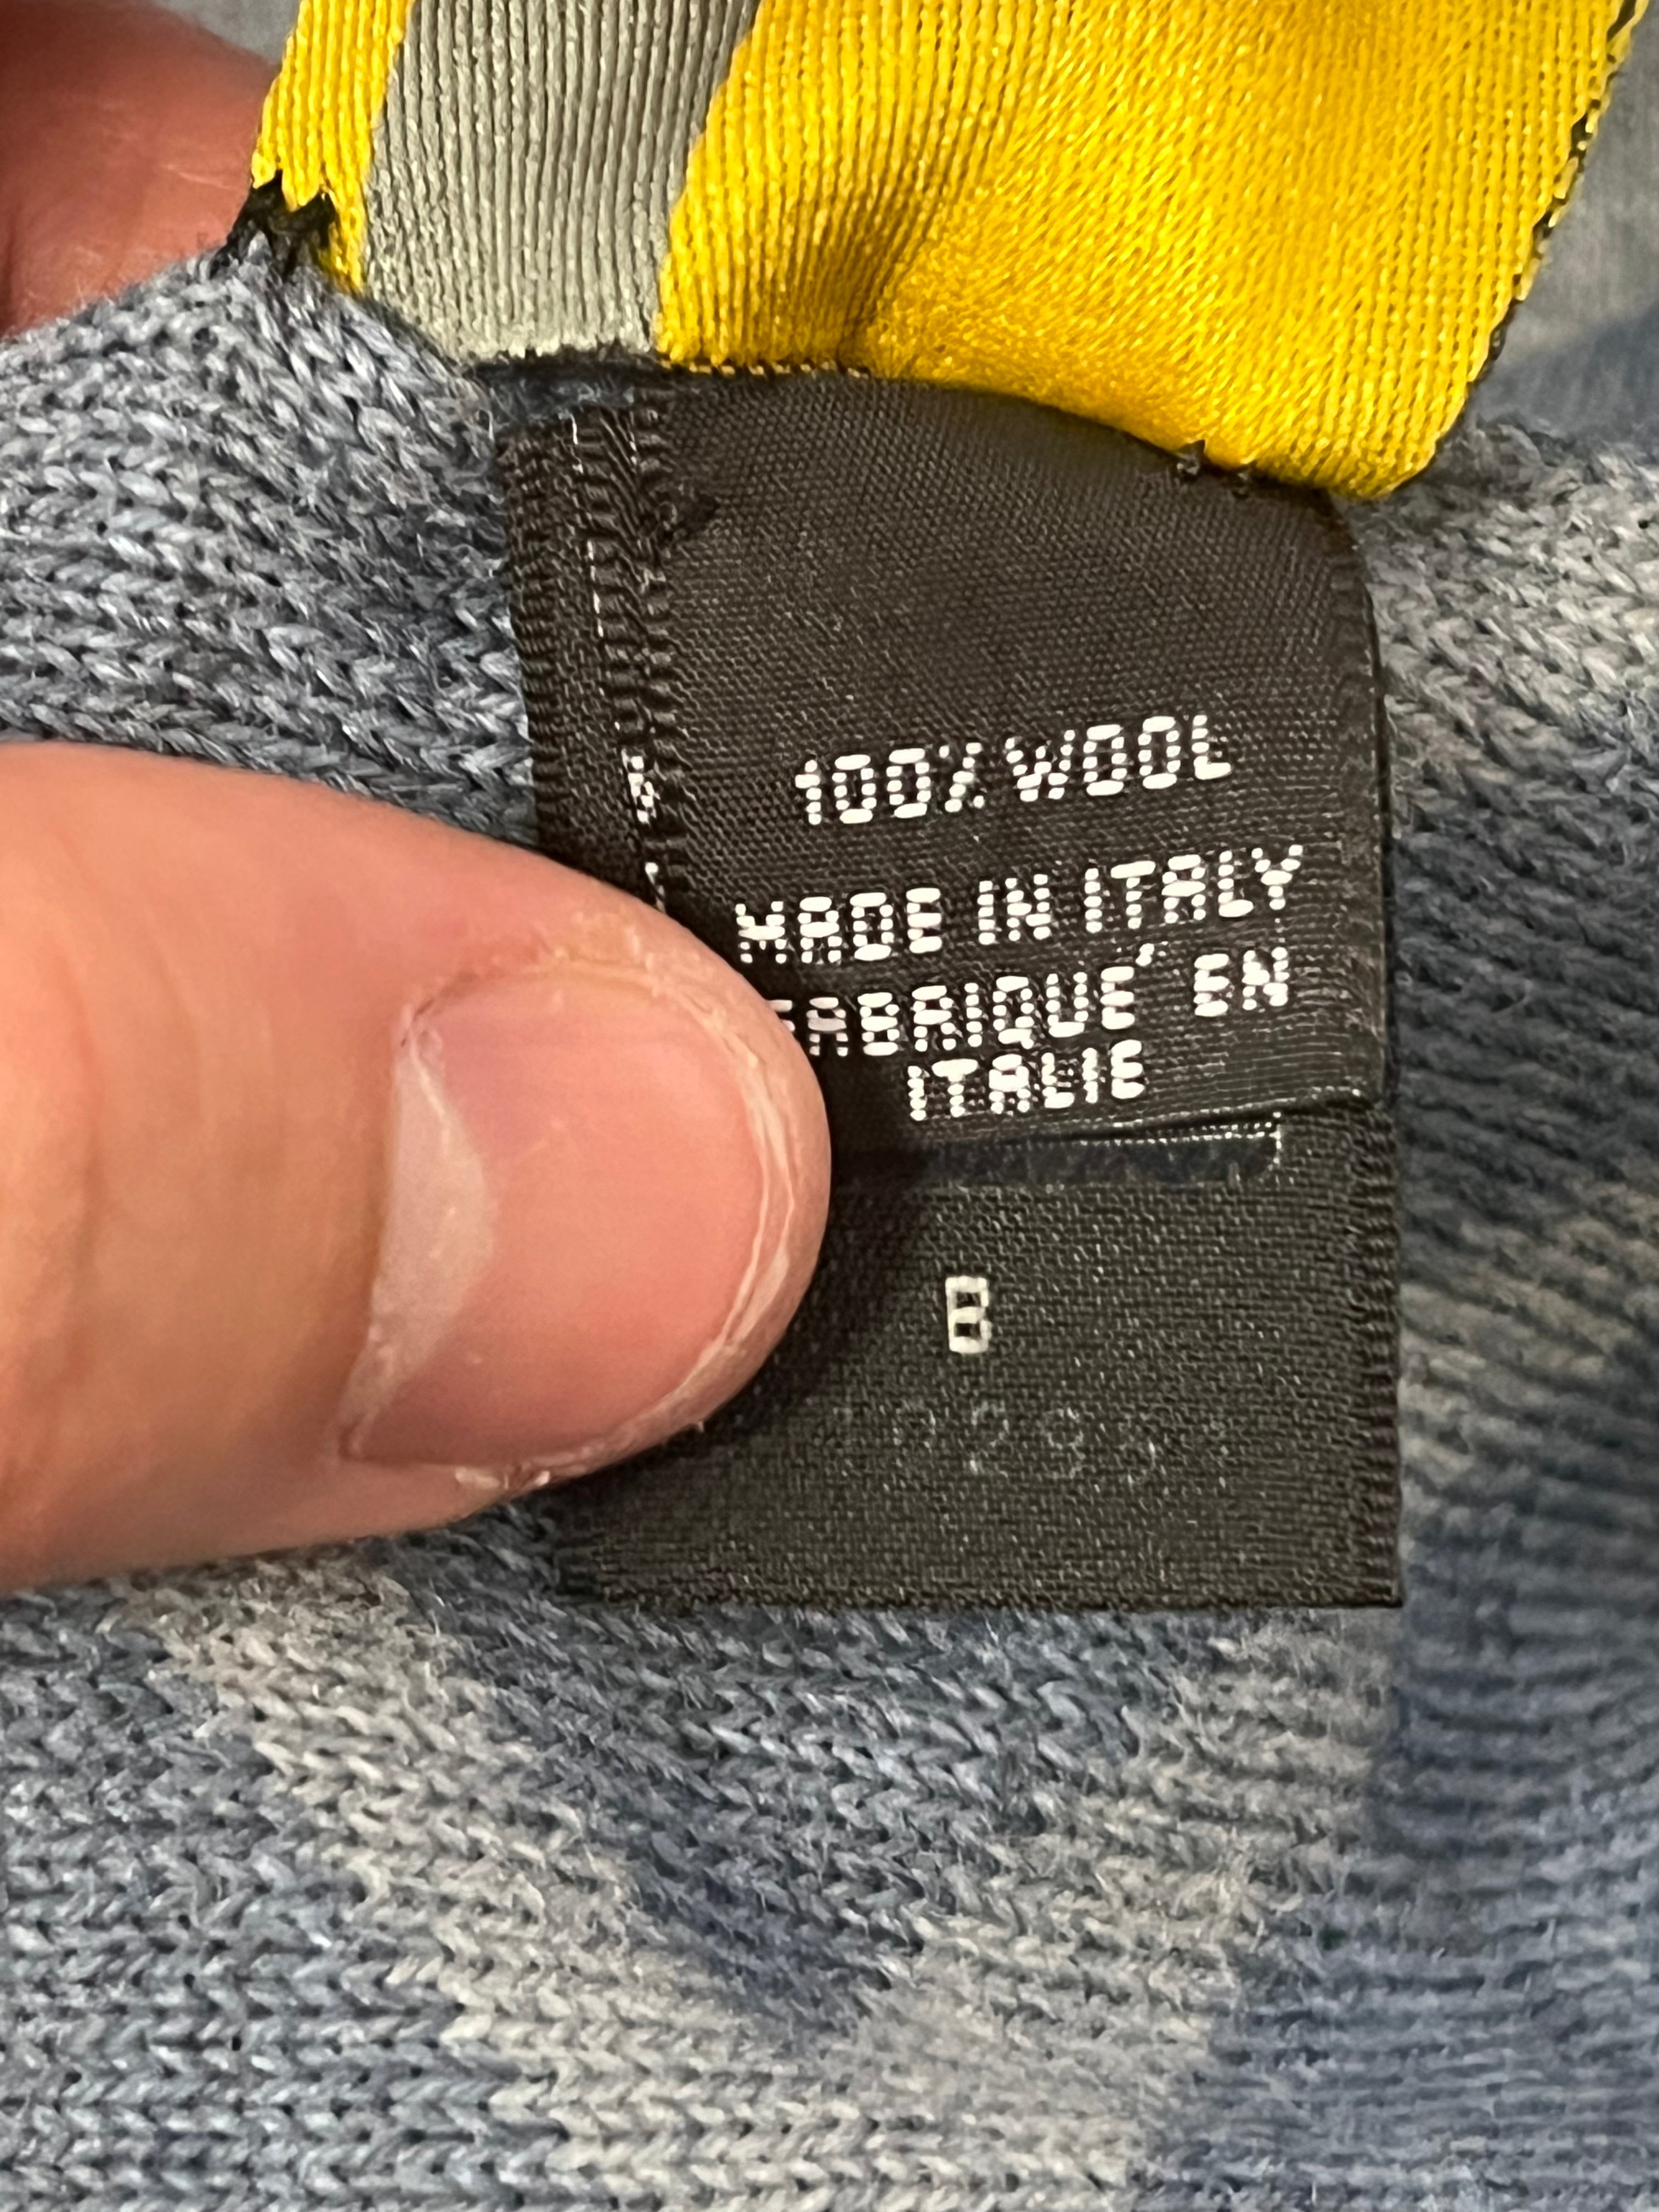 100% WOOL
MADE IN ITALY
FABRIQUÉ EN
ITALIE
B